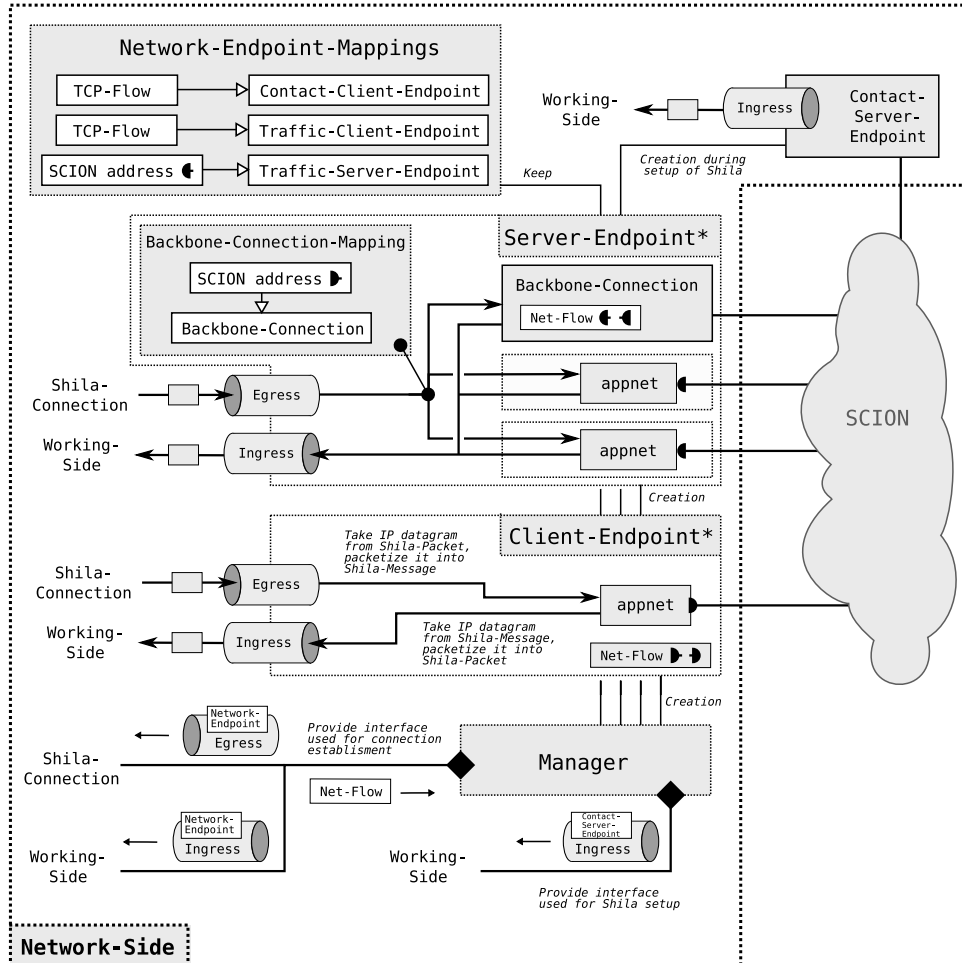 Network-Endpoint-Mappings
TCP-Flow
Contact-Client-Endpoint
TCP-Flow
Traffic-Client-Endpoint
SCION address
Traffic-Server-Endpoint
Working-
Side
Ingress
Contact-
Server-
Endpoint
Keep
Creation during
setup of Shila
Server-Endpoint*
Backbone-Connection-Mapping
SCION address
Backbone-Connection
Backbone-Connection
Net-Flow
appnet
appnet
Shila-
Connection
Egress
Working-
Side
Ingress
SCION
Creation
Client-Endpoint*
Take IP datagram
from Shila-Packet,
packetize it into
Shila-Message
Shila-
Connection
Egress
appnet
Working-
Side
Ingress
Take IP datagram
from Shila-Message,
packetize it into
Shila-Packet
Net-Flow
Creation
Network-
Endpoint
Egress
Provide interface
used for connection
establisment
Shila-
Connection
Manager
Net-Flow
Network-
Endpoint
Ingress
Working-
Side
Contact-
Server-
Endpoint
Ingress
Working-
Side
Provide interface
used for Shila setup
Network-Side